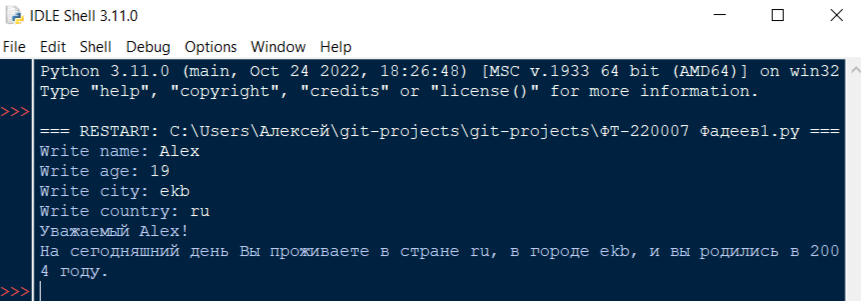 IDLE Shell 3.11.0
File Edit Shell Debug Options Window Help
Python 3.11.0 (main, Oct 24 2022, 18:26:48) [MSC v.1933 64 bit (AMD64)] on win32
Type "help", "copyright", "credits" or "license()" for more information.
>>>
=== RESTART: C:\Users\Алексей\git-projects\git-projects\ФТ-220007 Фадеев1.py ===
Write name: Alex
Write age: 19
Write city: ekb
Write country: ru
Уважаемый Alex!
На сегодняшний день Вы проживаете в стране ru, в городе ekb, и вы родились в 200
4 году.
>>>